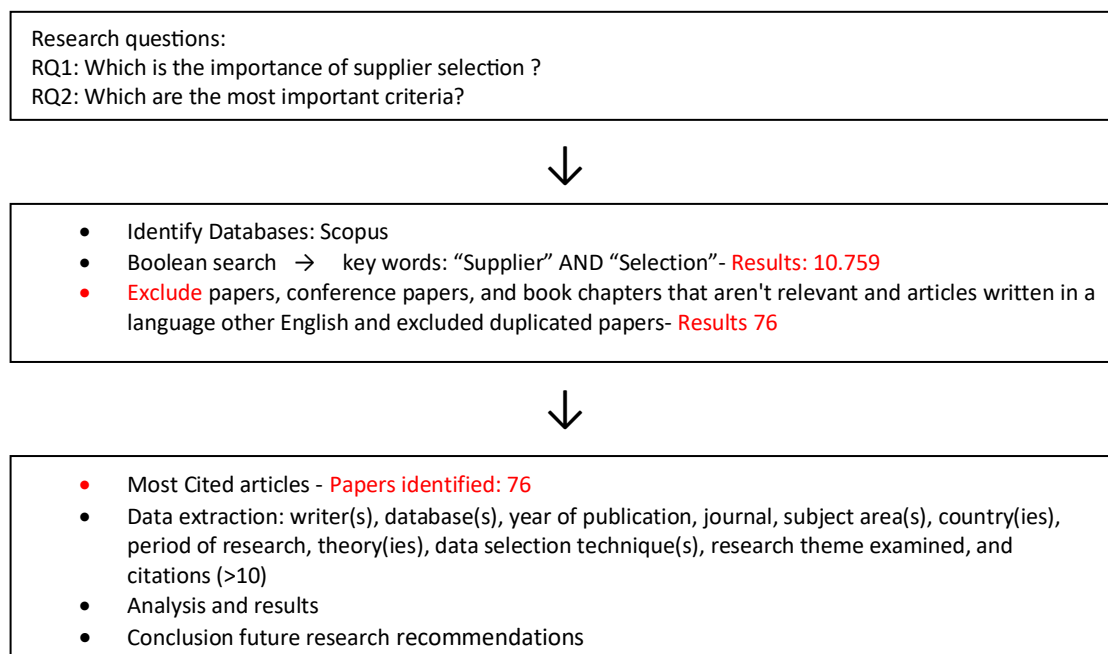 Research questions:
RQ1: Which is the importance of supplier selection ?
RQ2: Which are the most important criteria?
• Identify Databases: Scopus
• Boolean search → key words: “Supplier” AND “Selection”- Results: 10.759
• Exclude papers, conference papers, and book chapters that aren't relevant and articles written in a
language other English and excluded duplicated papers- Results 76
• Most Cited articles - Papers identified: 76
• Data extraction: writer(s), database(s), year of publication, journal, subject area(s), country(ies),
period of research, theory(ies), data selection technique(s), research theme examined, and
citations (>10)
• Analysis and results
• Conclusion future research recommendations